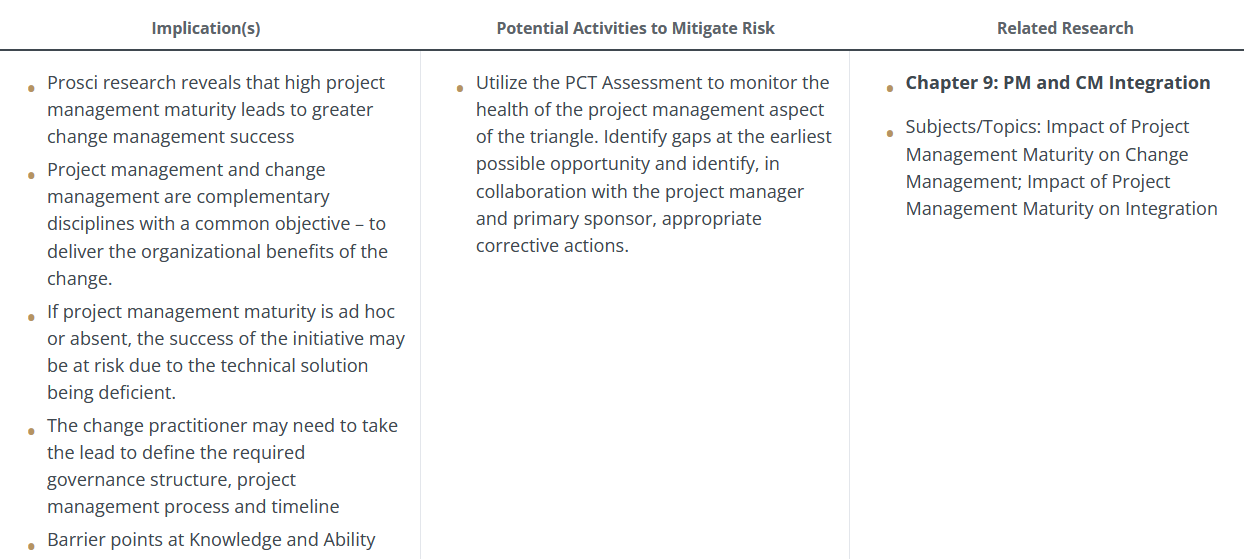 Implication(s)
Potential Activities to Mitigate Risk
Related Research
Prosci research reveals that high project
management maturity leads to greater
change management success
Project management and change
management are complementary
disciplines with a common objective – to
deliver the organizational benefits of the
change.
If project management maturity is ad hoc
or absent, the success of the initiative may
be at risk due to the technical solution
being deficient.
The change practitioner may need to take
the lead to define the required
governance structure, project
management process and timeline
Barrier points at Knowledge and Ability
Utilize the PCT Assessment to monitor the
health of the project management aspect
of the triangle. Identify gaps at the earliest
possible opportunity and identify, in
collaboration with the project manager
and primary sponsor, appropriate
corrective actions.
Chapter 9: PM and CM Integration
Subjects/Topics: Impact of Project
Management Maturity on Change
Management; Impact of Project
Management Maturity on Integration